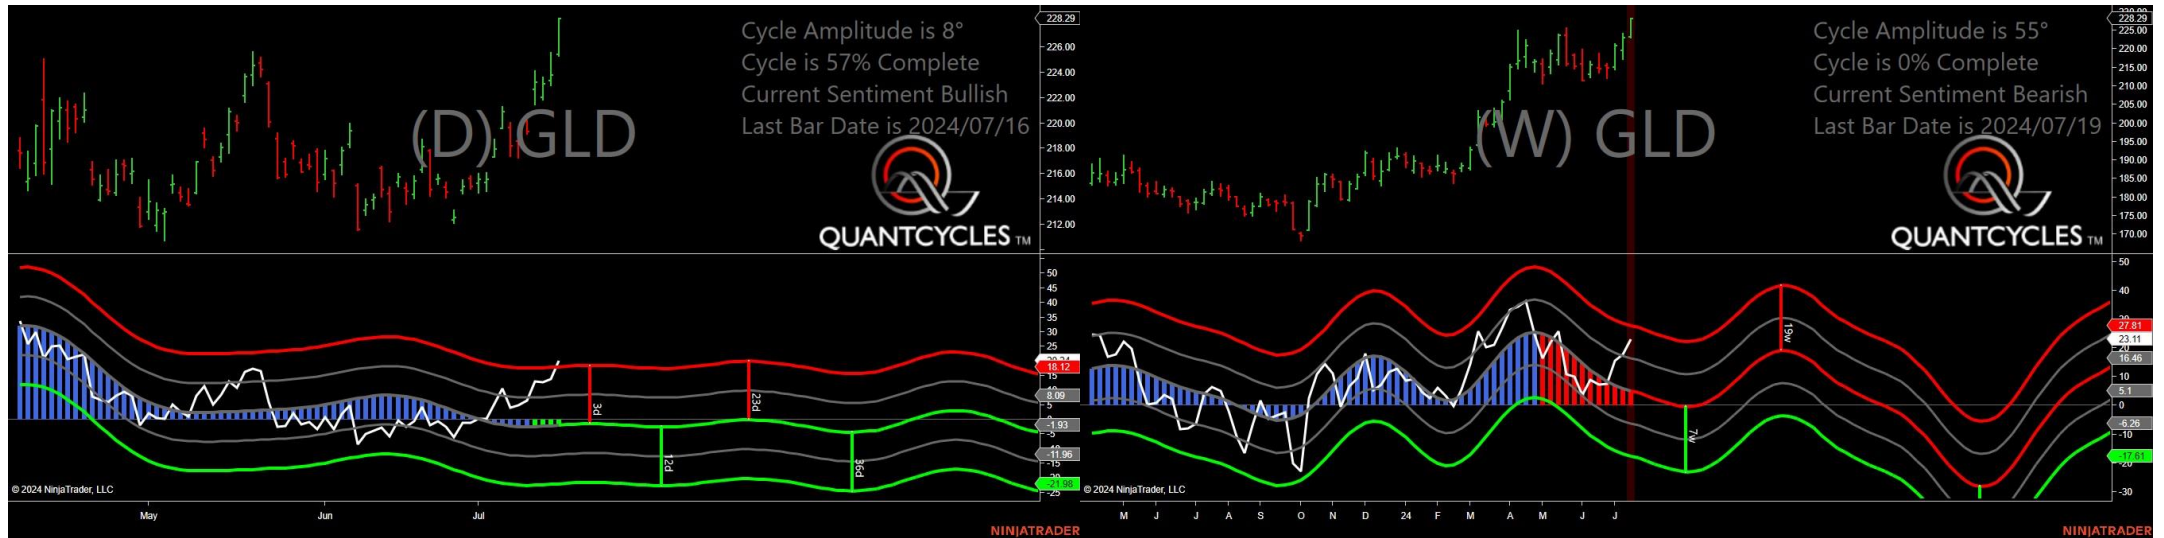 Cycle Amplitude is 8°
Cycle is 57% Complete
Current Sentiment Bullish
Last Bar Date is 2024/07/16
(D) GLD
QUANTCYCLES TM
228.29
226.00
224.00
222.00
220.00
218.00
216.00
214.00
212.00
50
45
40
35
30
25
18.12
15
8.09
5
-1.93
-5
-11.96
-15
-21.98
-25
3d
23d
12d
36d
© 2024 NinjaTrader, LLC
May Jun Jul
NINJATRADER
Cycle Amplitude is 55°
Cycle is 0% Complete
Current Sentiment Bearish
Last Bar Date is 2024/07/19
(W) GLD
QUANTCYCLES TM
228.29
225.00
220.00
215.00
210.00
205.00
200.00
195.00
190.00
185.00
180.00
175.00
170.00
50
40
27.81
23.11
20
16.46
10
5.1
0
-6.26
-10
-17.61
-20
-30
19w
7w
© 2024 NinjaTrader, LLC
M J J A S O N D 24 F M A M J J
NINJATRADER